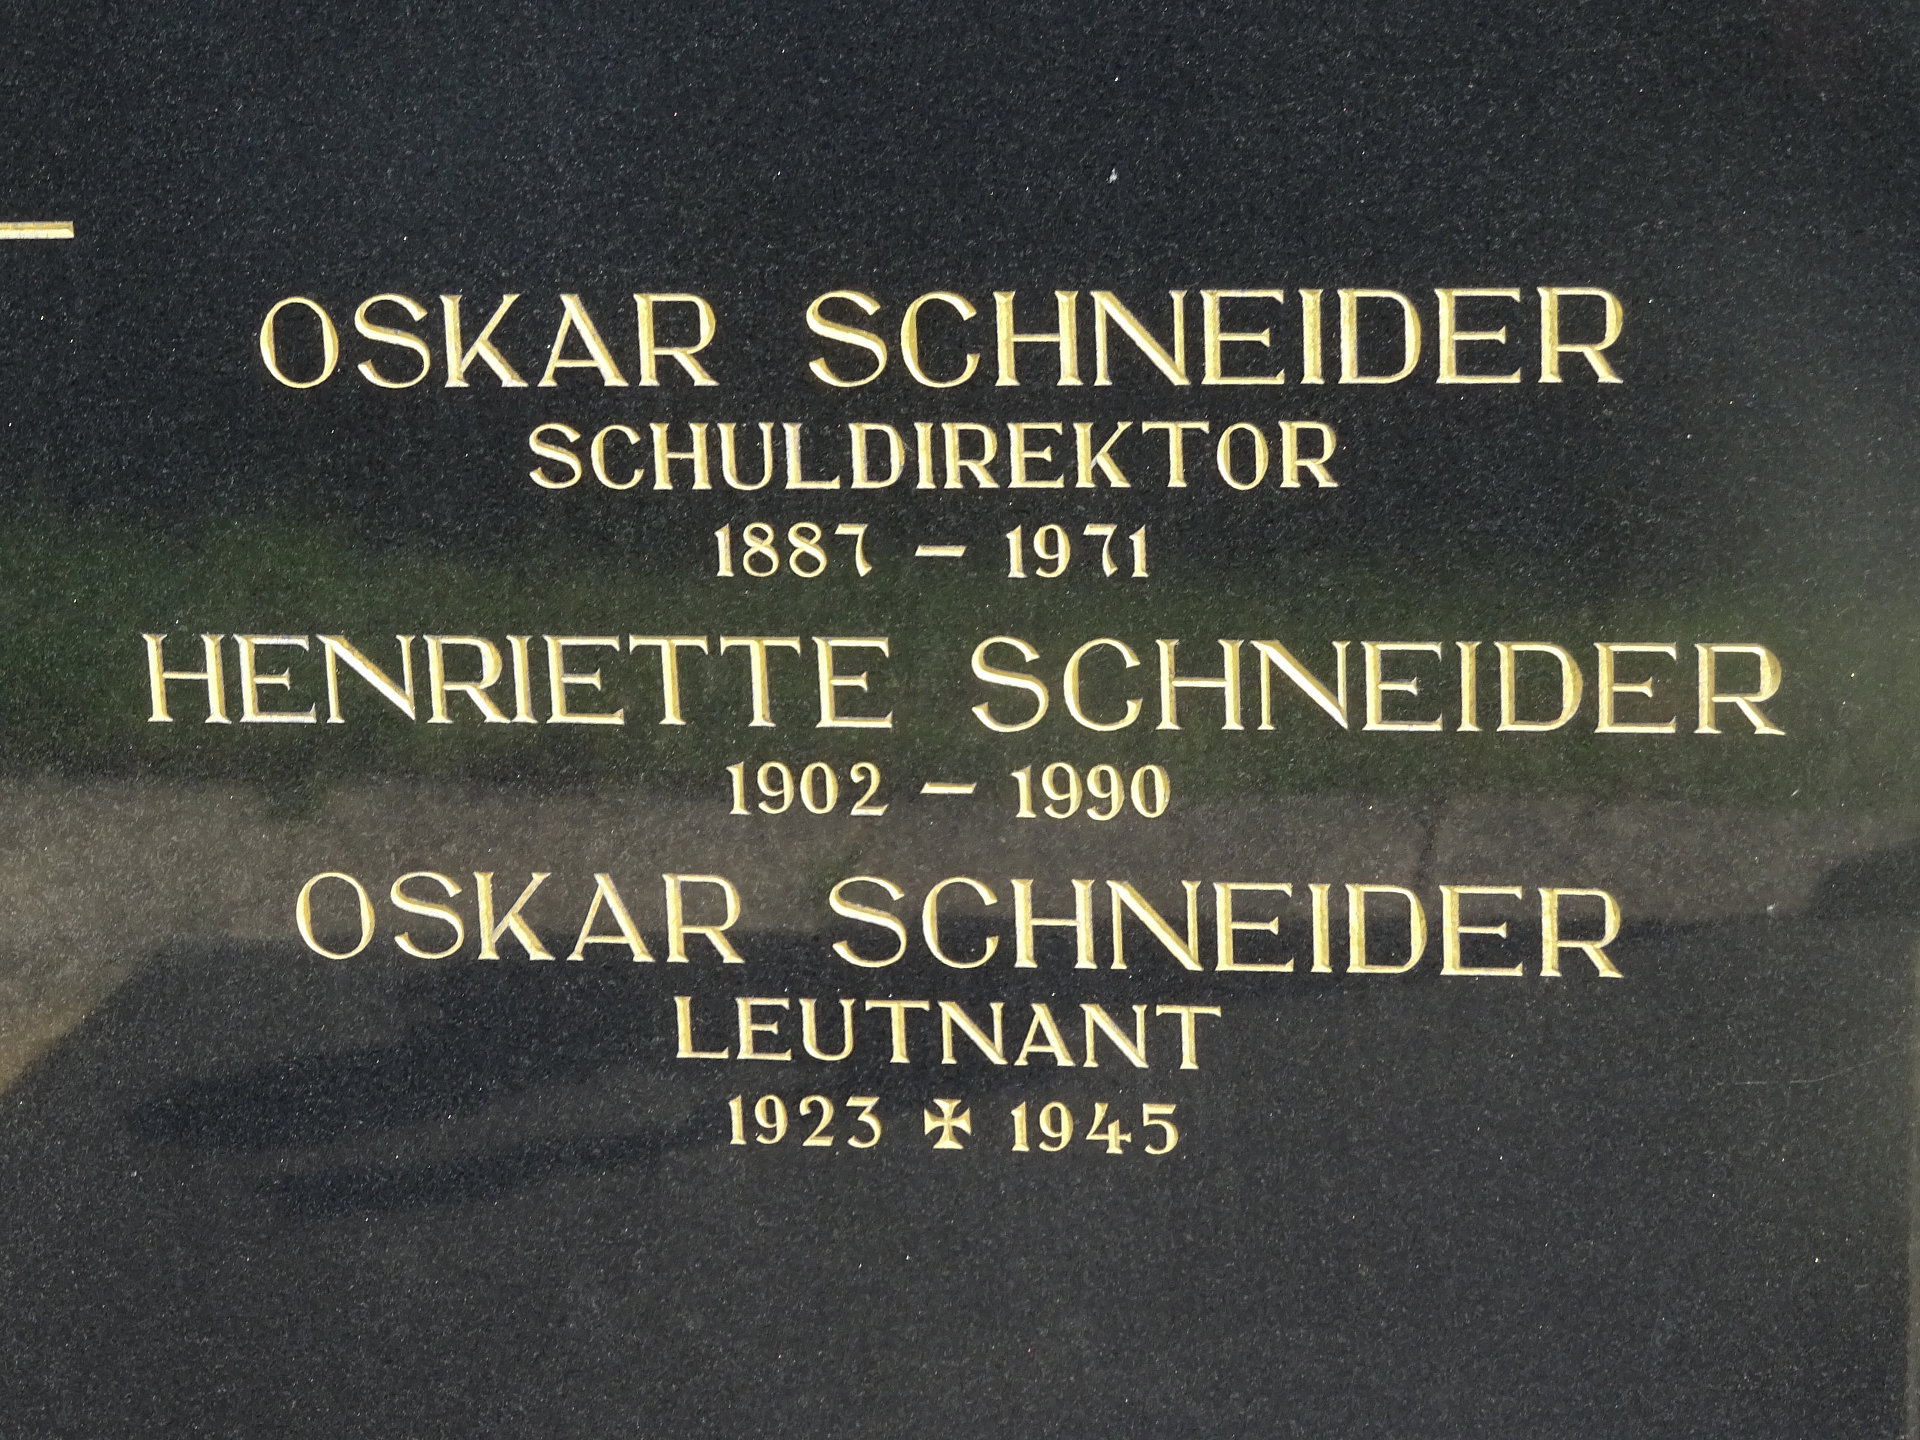 OSKAR SCHNEIDER
SCHULDIREKTOR
1887 – 1971
HENRIETTE SCHNEIDER
1902 – 1990
OSKAR SCHNEIDER
LEUTNANT
1923 ✠ 1945